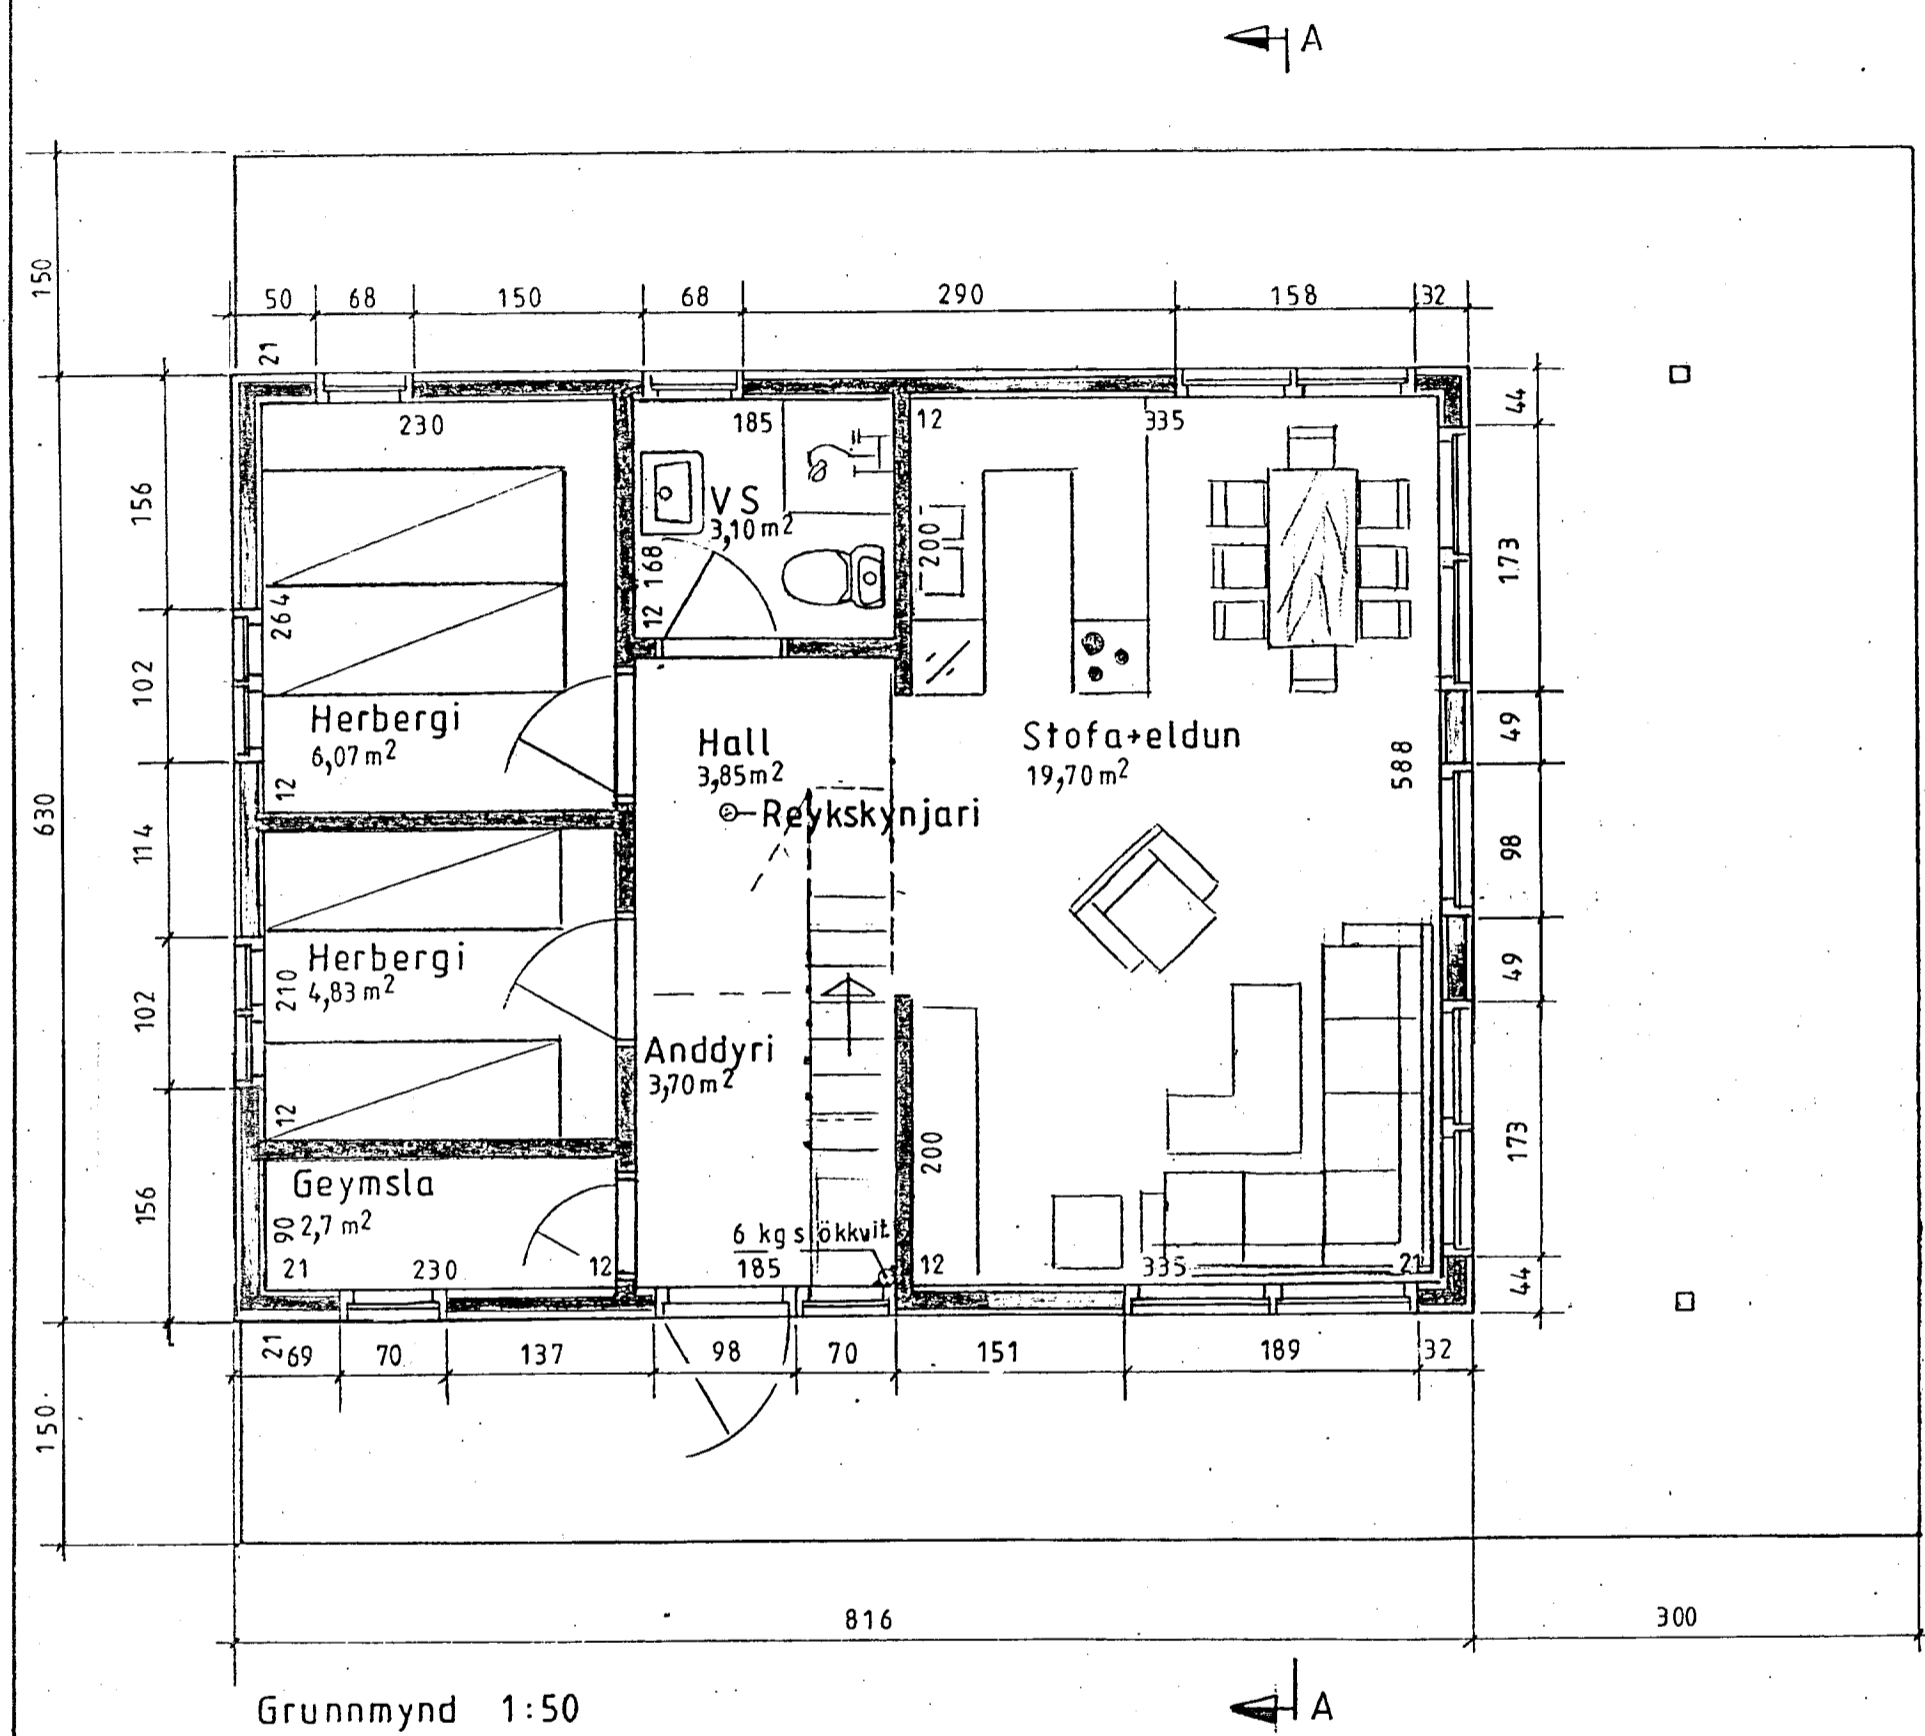 A
150
50 68 150 68 290 158 32
21
44
230 185 12 335
156
VS
3,10 m2
200
173
168
12
264
102
Herbergi
6,07 m2
Hall
3,85 m2
Stofa+eldun
19,70 m2
49
588
12
Reykskynjari
630
114
98
Herbergi
4,83 m2
210
49
102
Anddyri
3,70 m2
12
200
173
Geymsla
2,7 m2
90
156
6 kg sl ökkvit.
21 230 12 185 12 335 21
44
21
69 70 137 98 70 151 189 32
150
816 300
Grunnmynd 1:50
A